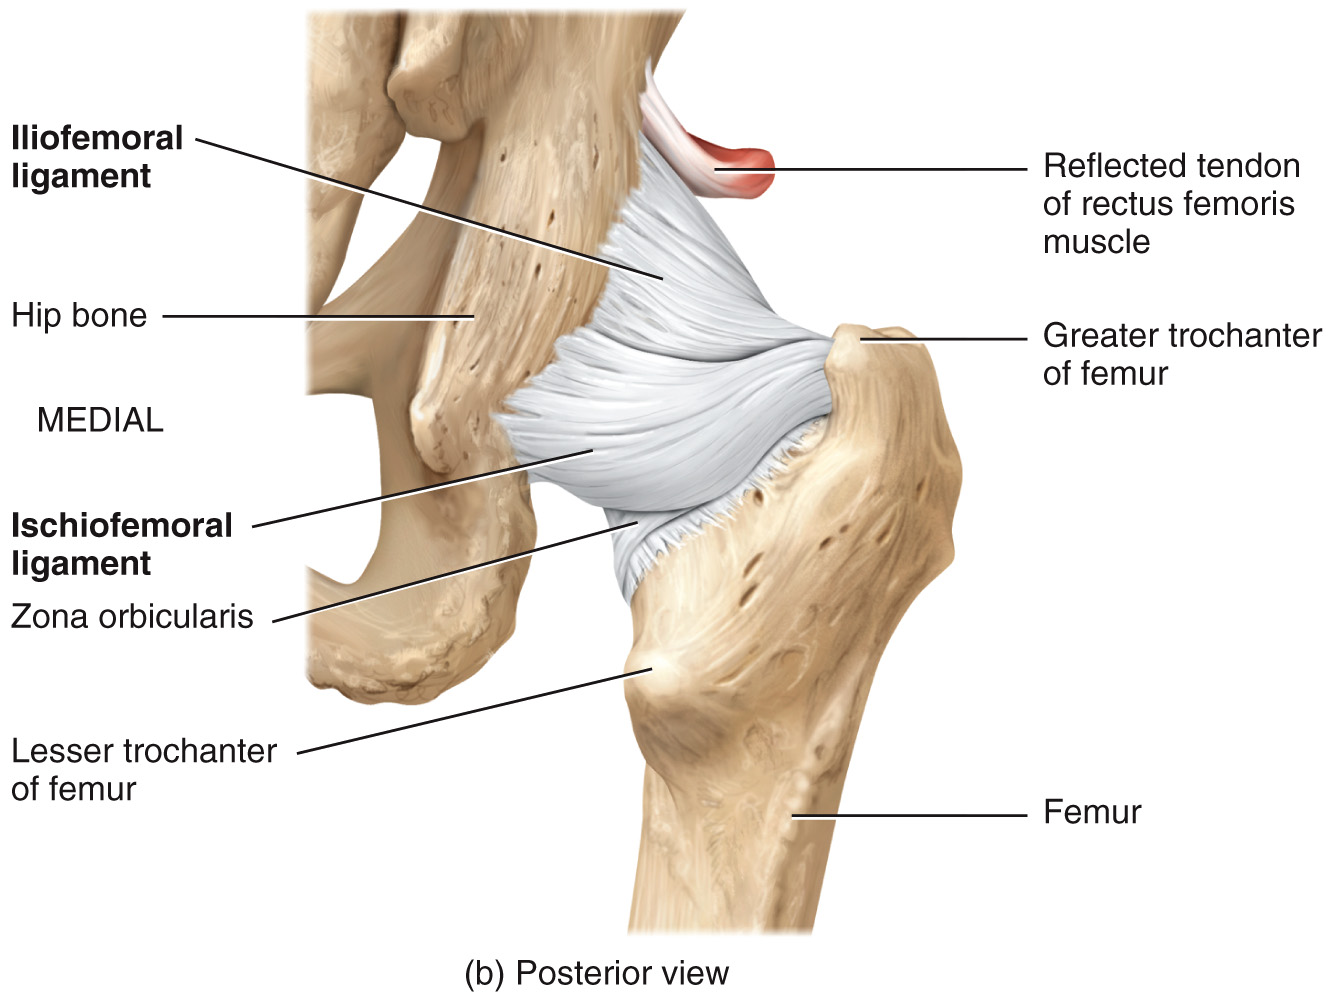 Iliofemoral
ligament
Hip bone
MEDIAL
Ischiofemoral
ligament
Zona orbicularis
Lesser trochanter
of femur
Reflected tendon
of rectus femoris
muscle
Greater trochanter
of femur
Femur
(b) Posterior view